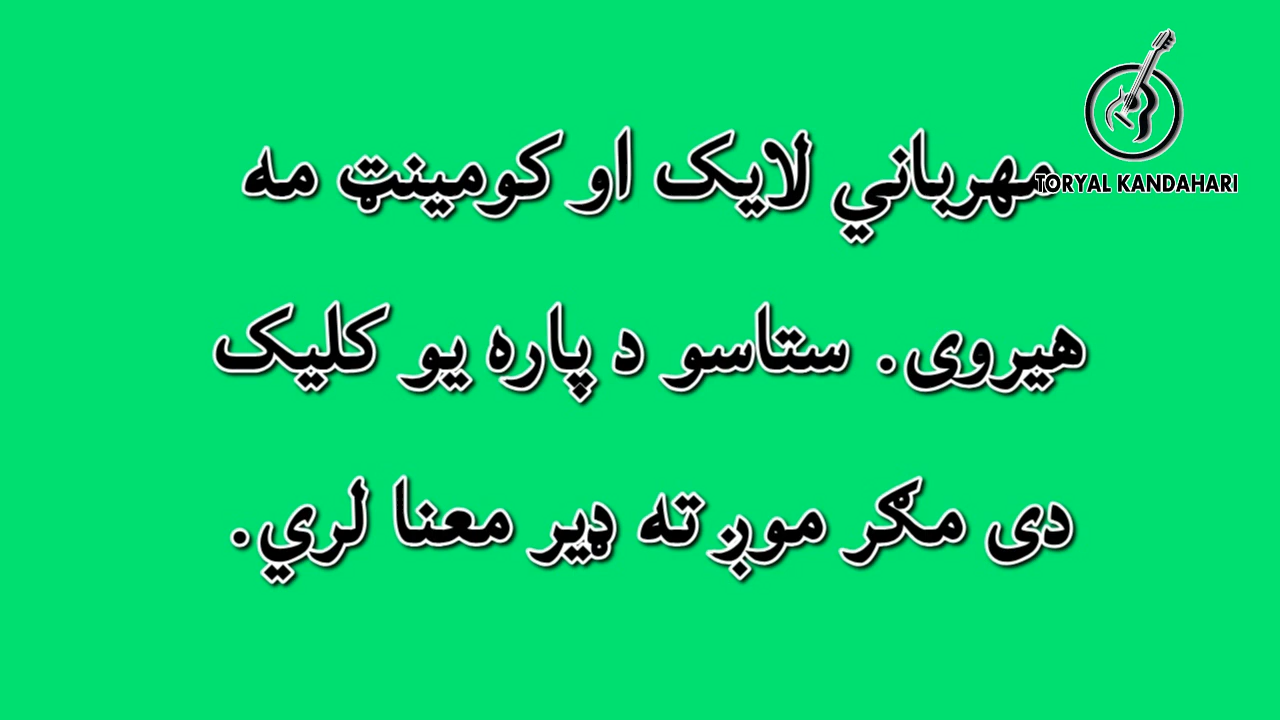 مهرباني لایک او کومینټ مه
هیروی. ستاسو د پاره یو کلیک
دی مګر موږ ته ډیر معنا لري.
TORYAL KANDAHARI